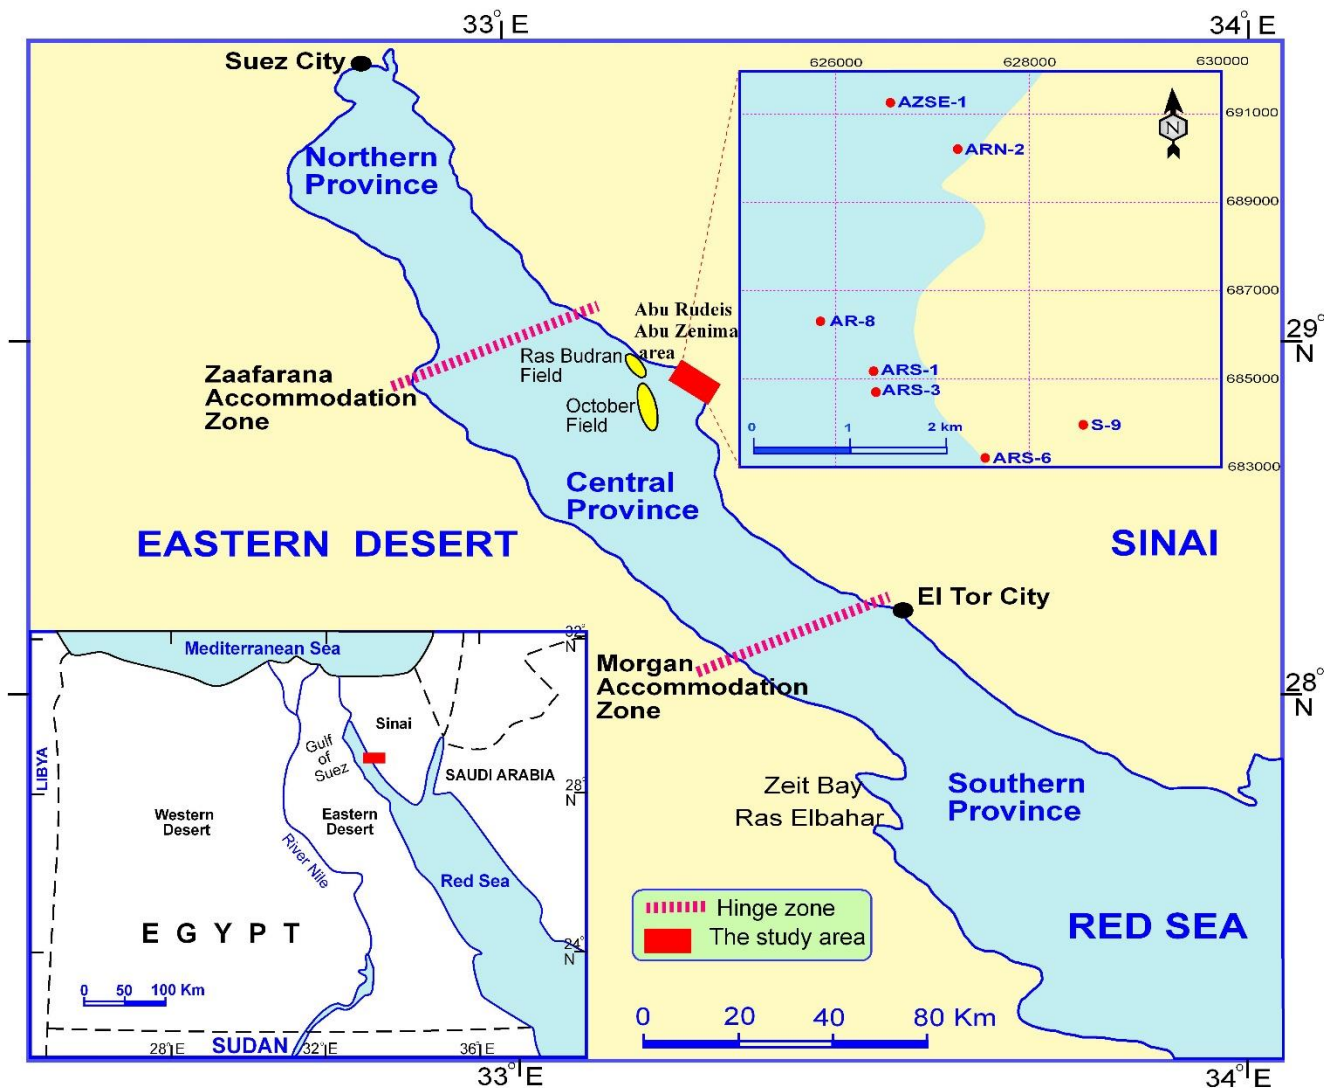 33°E
34°E
Suez City
Northern
Province
626000
628000
630000
AZSE-1
691000
N
ARN-2
689000
687000
AR-8
ARS-1
685000
ARS-3
S-9
0 1 2 km
ARS-6
683000
Abu Rudeis
Abu Zenima
area
29°
N
Ras Budran
Field
October
Field
Zaafarana
Accommodation
Zone
Central
Province
EASTERN DESERT
SINAI
El Tor City
Morgan
Accommodation
Zone
28°
N
Zeit Bay
Ras Elbahar
Southern
Province
RED SEA
Hinge zone
The study area
0 20 40 80 Km
33°E
34°E
Mediterranean Sea
32°
N
Sinai
Gulf
of
Suez
SAUDI ARABIA
LIBYA
28°
N
Western
Desert
Eastern
Desert
River Nile
Red Sea
EGYPT
24°
N
0 50 100 Km
28°E
SUDAN
32°E
36°E